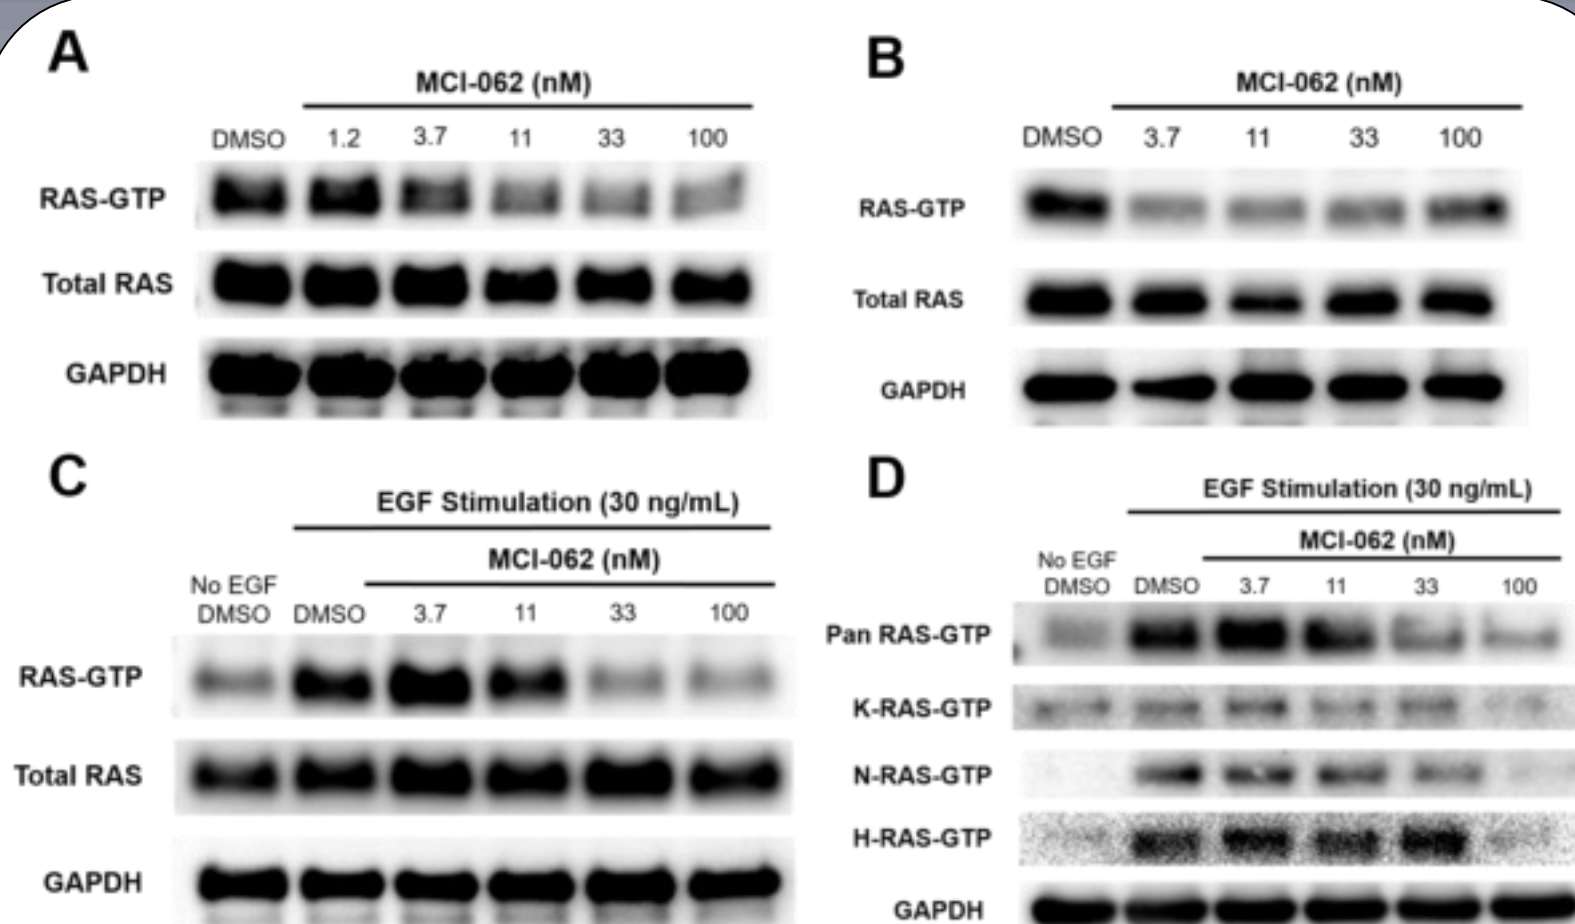 A
MCI-062 (nM)
DMSO 1.2 3.7 11 33 100
RAS-GTP
Total RAS
GAPDH
B
MCI-062 (nM)
DMSO 3.7 11 33 100
RAS-GTP
Total RAS
GAPDH
C
EGF Stimulation (30 ng/mL)
MCI-062 (nM)
No EGF
DMSO DMSO 3.7 11 33 100
RAS-GTP
Total RAS
GAPDH
D
EGF Stimulation (30 ng/mL)
MCI-062 (nM)
No EGF
DMSO DMSO 3.7 11 33 100
Pan RAS-GTP
K-RAS-GTP
N-RAS-GTP
H-RAS-GTP
GAPDH